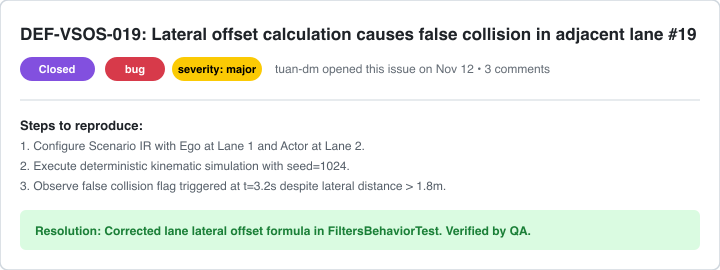 DEF-VSOS-019: Lateral offset calculation causes false collision in adjacent lane #19
Closed bug severity: major tuan-dm opened this issue on Nov 12 • 3 comments
Steps to reproduce:
1. Configure Scenario IR with Ego at Lane 1 and Actor at Lane 2.
2. Execute deterministic kinematic simulation with seed=1024.
3. Observe false collision flag triggered at t=3.2s despite lateral distance > 1.8m.
Resolution: Corrected lane lateral offset formula in FiltersBehaviorTest. Verified by QA.